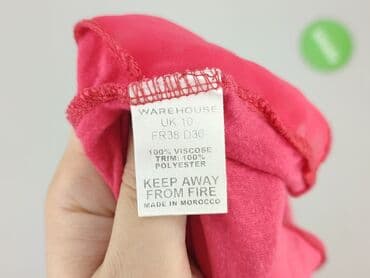 WAREHOUSE
UK 10
FR38 D36
100% VISCOSE
TRIM: 100%
POLYESTER
KEEP AWAY
FROM FIRE
MADE IN MOROCCO